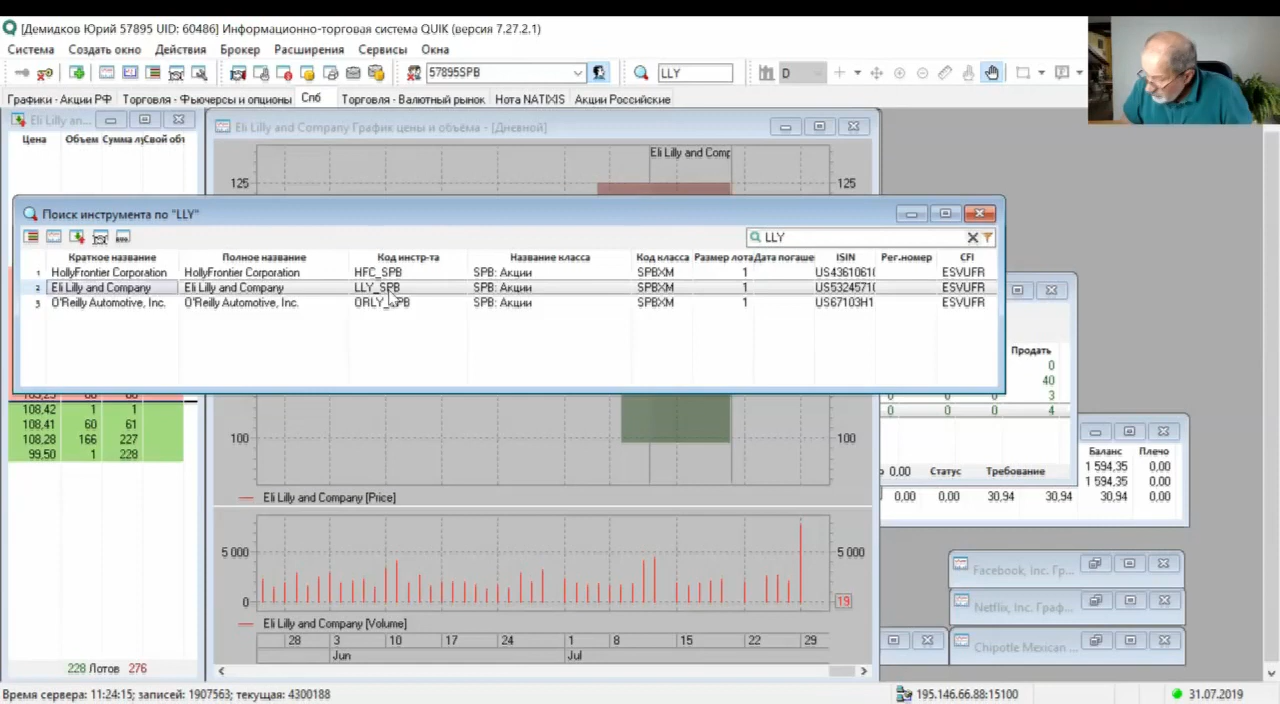 [Демидков Юрий 57895 UID: 60486] Информационно-торговая система QUIK (версия 7.27.2.1)
Система Создать окно Действия Брокер Расширения Сервисы Окна
57895SPB LLY D
Графики - Акции РФ Торговля - Фьючерсы и опционы Спб Торговля - Валютный рынок Нота NATIXIS Акции Российские
Eli Lilly an...
Eli Lilly and Company График цены и объёма - [Дневной]
Цена Объем Сумма лу Свой об
Eli Lilly and Comp
125 125
Поиск инструмента по "LLY"
LLY
Краткое название Полное название Код инстр-та Название класса Код класса Размер лота Дата погаше ISIN Рег.номер CFI
1 HollyFrontier Corporation HollyFrontier Corporation HFC_SPB SPB: Акции SPBXM 1 US43610610 ESVUFR
2 Eli Lilly and Company Eli Lilly and Company LLY_SPB SPB: Акции SPBXM 1 US53245710 ESVUFR
3 O'Reilly Automotive, Inc. O'Reilly Automotive, Inc. ORLY_SPB SPB: Акции SPBXM 1 US67103H1 ESVUFR
Продать
0
40
0 0 3
0 0 0 4
108,42 1 1
108,41 60 61
108,28 166 227
99,50 1 228
100 100
Баланс Плечо
1 594,35 0,00
1 594,35 0,00
30,94 0,00
0,00 Статус Требование
0,00 0,00 30,94 30,94
Eli Lilly and Company [Price]
5 000 5 000
0 19
Eli Lilly and Company [Volume]
28 3 10 17 24 1 8 15 22 29
Jun Jul
Facebook, Inc. Гр...
Netflix, Inc. Граф...
Chipotle Mexican ...
228 Лотов 276
Время сервера: 11:24:15; записей: 1907563; текущая: 4300188
195.146.66.88:15100
31.07.2019